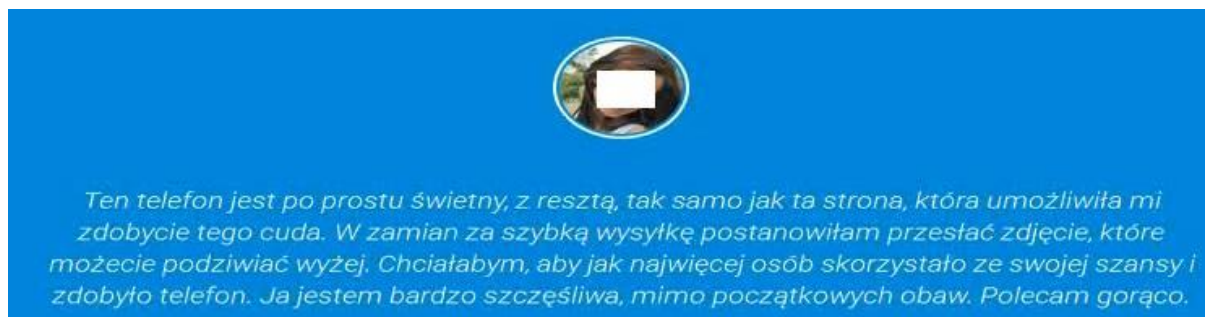 Ten telefon jest po prostu świetny, z resztą, tak samo jak ta strona, która umożliwiła mi
zdobycie tego cuda. W zamian za szybką wysyłkę postanowiłam przesłać zdjęcie, które
możecie podziwiać wyżej. Chciałabym, aby jak najwięcej osób skorzystało ze swojej szansy i
zdobyło telefon. Ja jestem bardzo szczęśliwa, mimo początkowych obaw. Polecam gorąco.